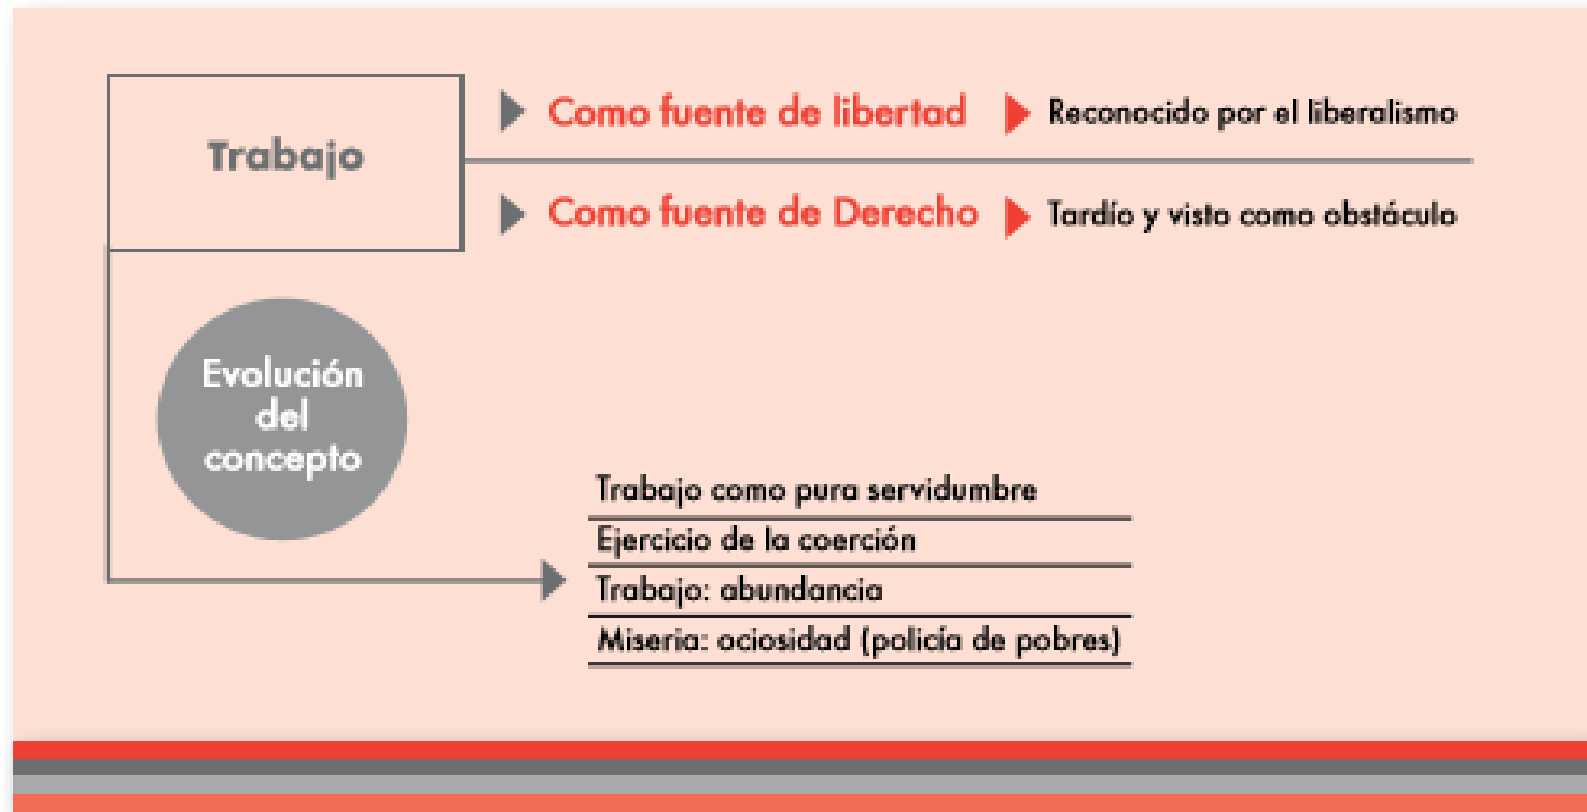 Trabajo
Como fuente de libertad
Reconocido por el liberalismo
Como fuente de Derecho
Tardío y visto como obstáculo
Evolución
del
concepto
Trabajo como pura servidumbre
Ejercicio de la coerción
Trabajo: abundancia
Miseria: ociosidad (policía de pobres)